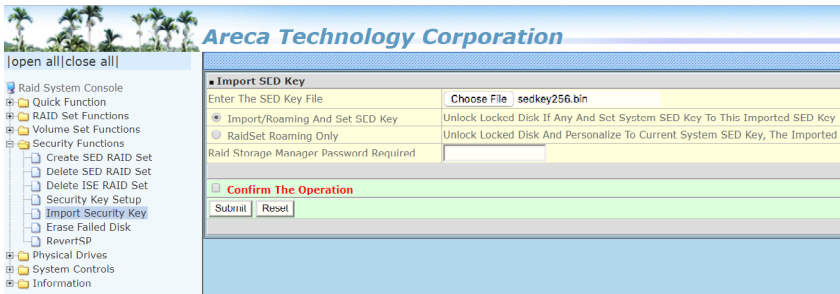 Areca Technology Corporation
|open all|close all|
Raid System Console
Quick Function
RAID Set Functions
Volume Set Functions
Security Functions
Create SED RAID Set
Delete SED RAID Set
Delete ISE RAID Set
Security Key Setup
Import Security Key
Erase Failed Disk
RevertSP
Physical Drives
System Controls
Information
Import SED Key
Enter The SED Key File Choose File sedkey256.bin
Import/Roaming And Set SED Key Unlock Locked Disk If Any And Set System SED Key To This Imported SED Key
RaidSet Roaming Only Unlock Locked Disk And Personalize To Current System SED Key, The Imported
Raid Storage Manager Password Required
Confirm The Operation
Submit Reset